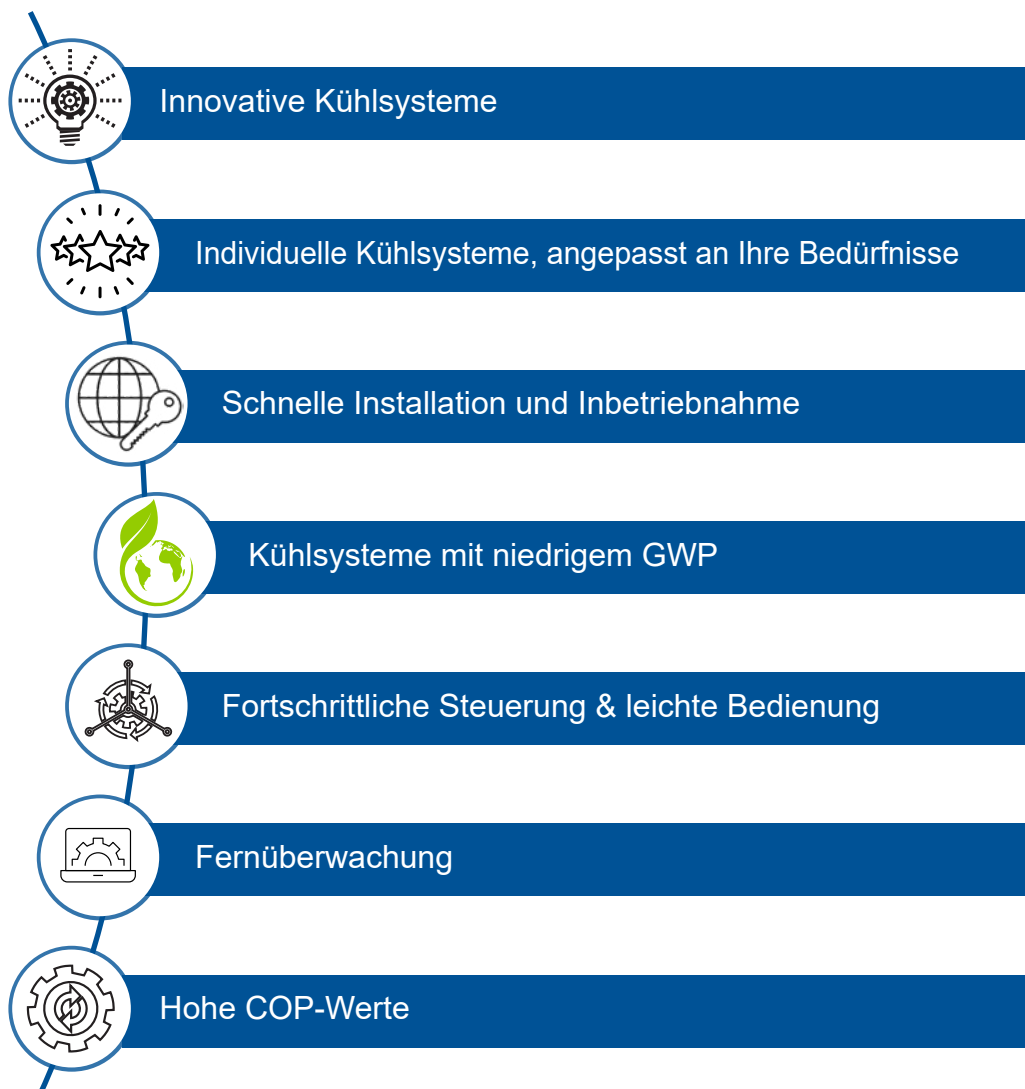 Innovative Kühlsysteme
Individuelle Kühlsysteme, angepasst an Ihre Bedürfnisse
Schnelle Installation und Inbetriebnahme
Kühlsysteme mit niedrigem GWP
Fortschrittliche Steuerung & leichte Bedienung
Fernüberwachung
Hohe COP-Werte